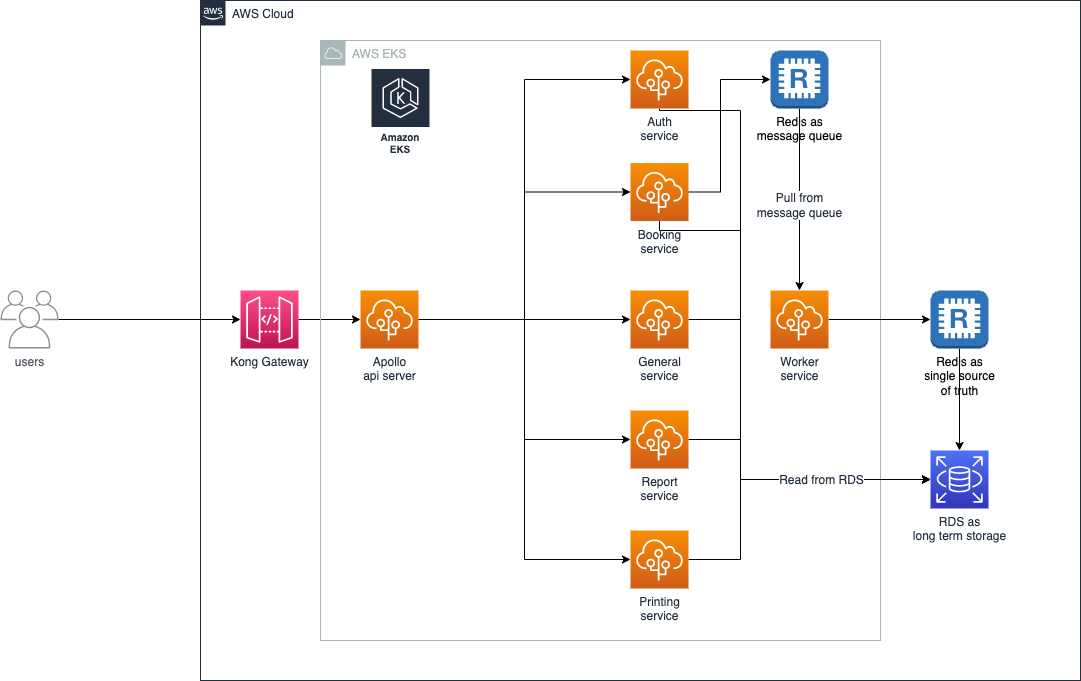 aws
AWS Cloud
AWS EKS
K
Amazon
EKS
Auth
service
R
Redis as
message queue
Booking
service
Pull from
message queue
users
</>
Kong Gateway
Apollo
api server
General
service
Worker
service
R
Redis as
single source
of truth
Report
service
Read from RDS
RDS as
long term storage
Printing
service